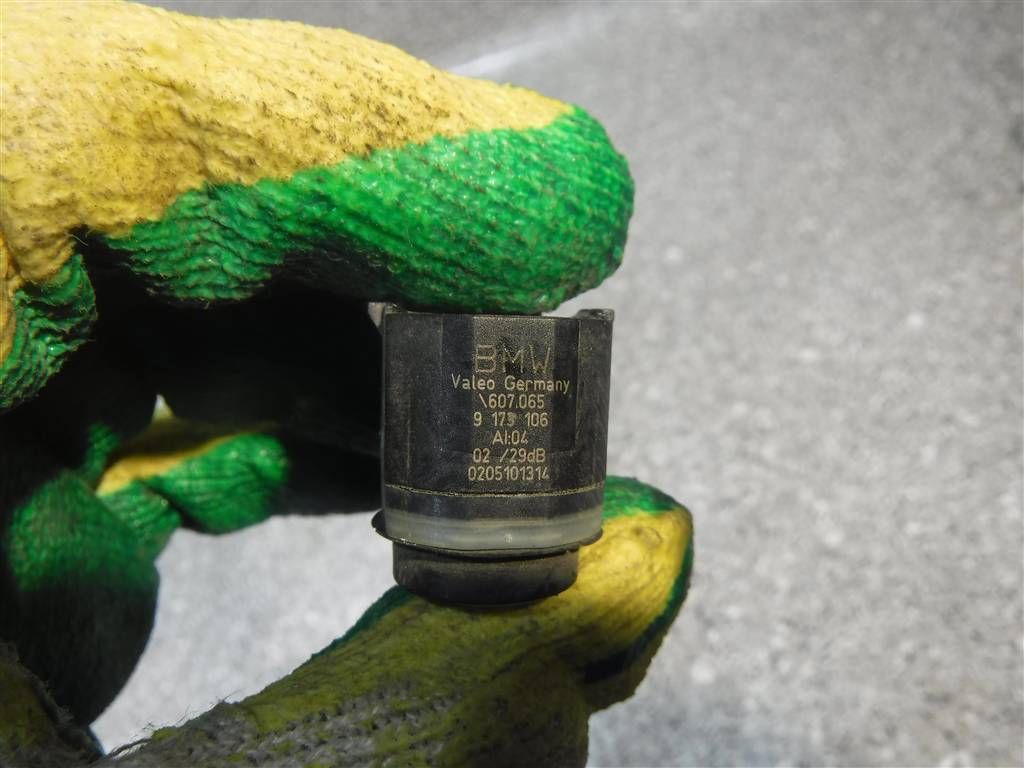 BMW
Valeo Germany
\607.065
9 173 106
AI:04
02 /29dB
0205101314